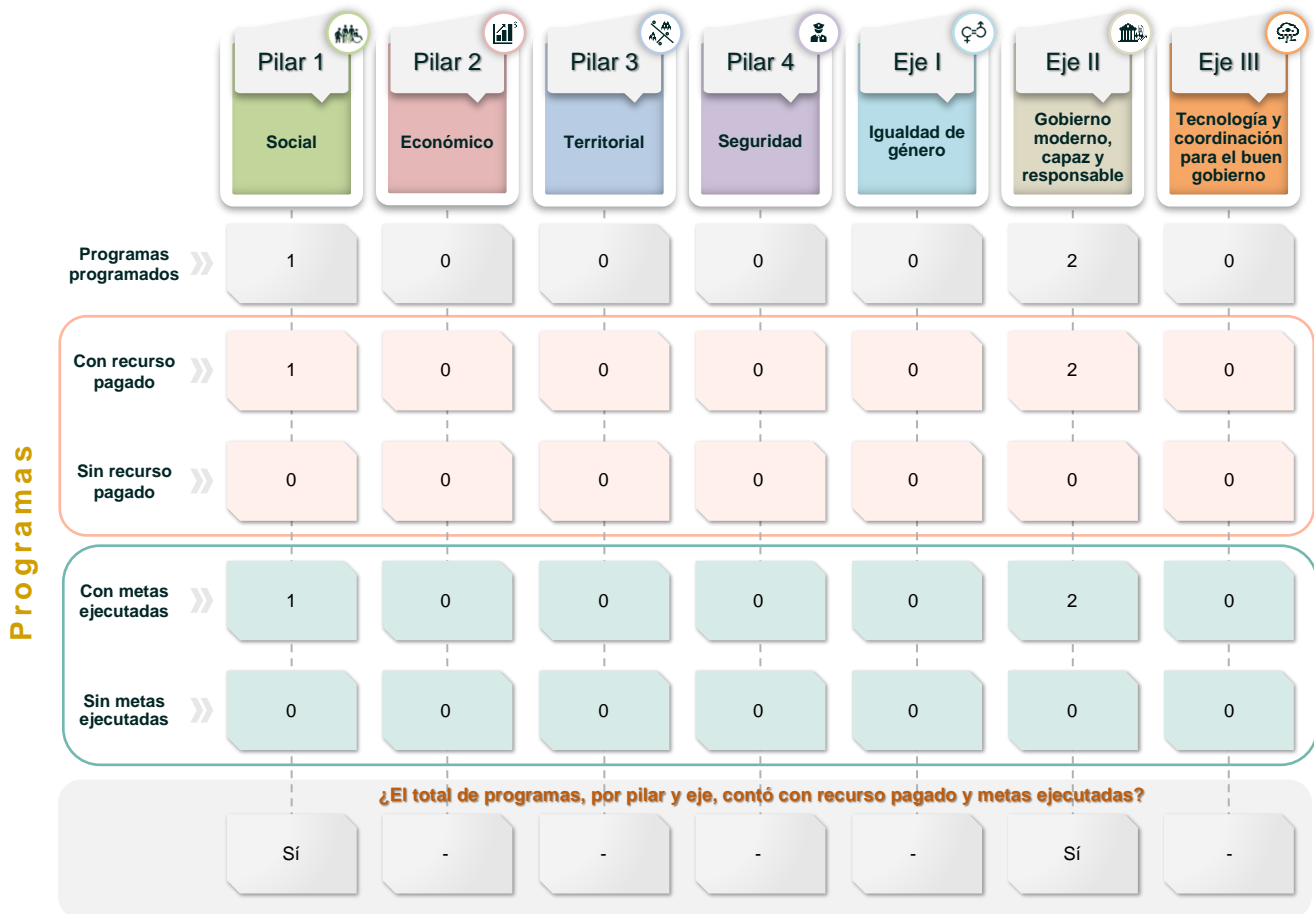 Pilar 1
Pilar 2
Pilar 3
Pilar 4
Eje I
Eje II
Eje III
Social
Económico
Territorial
Seguridad
Igualdad de
género
Gobierno
moderno,
capaz y
responsable
Tecnología y
coordinación
para el buen
gobierno
Programas
Programas
programados
1 0 0 0 0 2 0
Con recurso
pagado
1 0 0 0 0 2 0
Sin recurso
pagado
0 0 0 0 0 0 0
Con metas
ejecutadas
1 0 0 0 0 2 0
Sin metas
ejecutadas
0 0 0 0 0 0 0
¿El total de programas, por pilar y eje, contó con recurso pagado y metas ejecutadas?
Sí - - - - Sí -